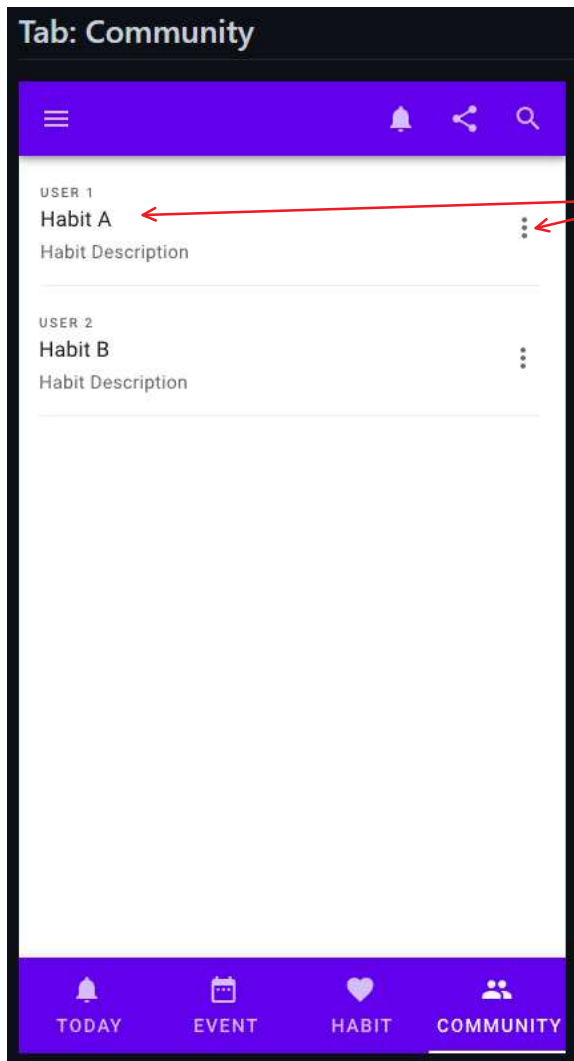 Tab: Community
USER 1
Habit A
Habit Description
USER 2
Habit B
Habit Description
TODAY EVENT HABIT COMMUNITY